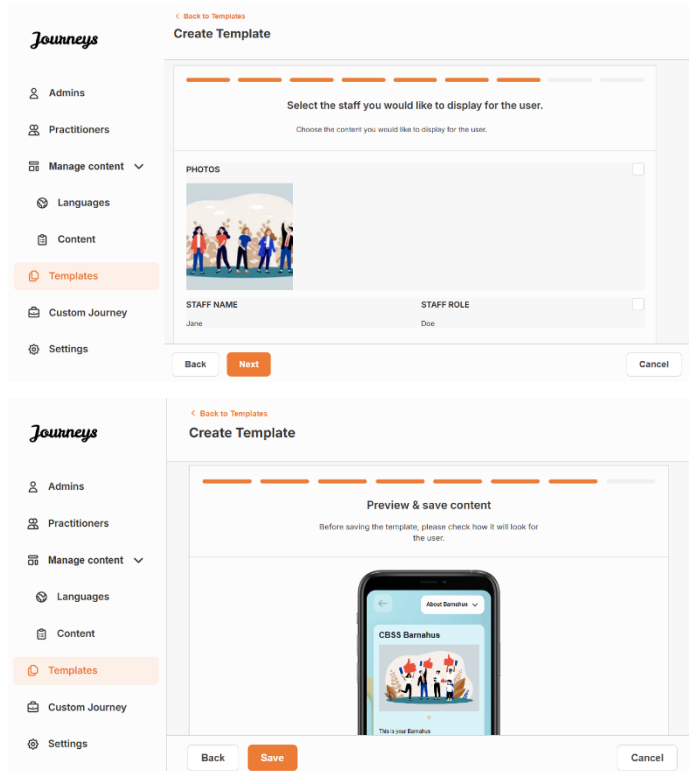 Journeys
Admins
Practitioners
Manage content
Languages
Content
Templates
Custom Journey
Settings
Back to Templates
Create Template
Select the staff you would like to display for the user.
Choose the content you would like to display for the user.
PHOTOS
STAFF NAME STAFF ROLE
Jane Doe
Back Next Cancel
Journeys
Admins
Practitioners
Manage content
Languages
Content
Templates
Custom Journey
Settings
Back to Templates
Create Template
Preview & save content
Before saving the template, please check how it will look for
the user.
About Barnahus
CBSS Barnahus
This is your Barnahus
Back Save Cancel